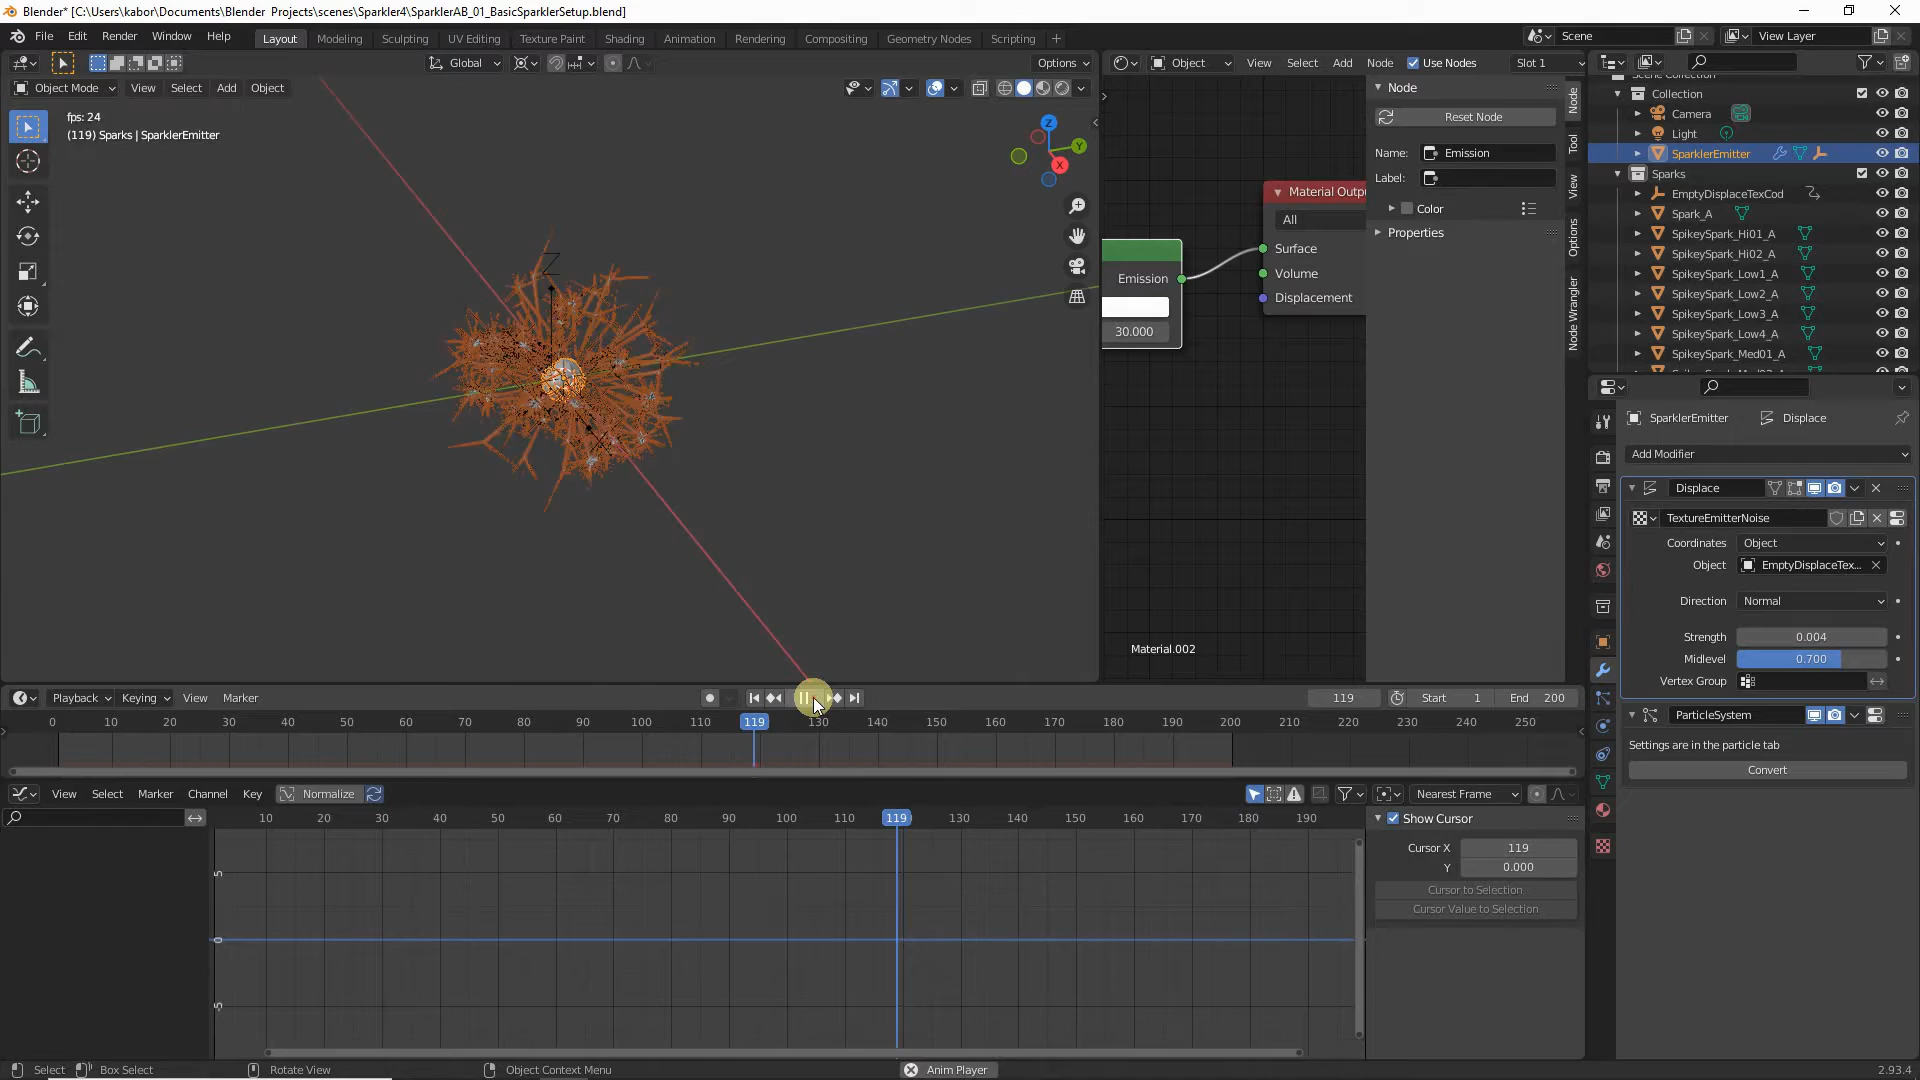 Blender* [C:\Users\kabor\Documents\Blender_Projects\scenes\Sparkler4\SparklerAB_01_BasicSparklerSetup.blend]
File Edit Render Window Help Layout Modeling Sculpting UV Editing Texture Paint Shading Animation Rendering Compositing Geometry Nodes Scripting + Scene View Layer
Global Options Object View Select Add Node Use Nodes Slot 1
Object Mode View Select Add Object
fps: 24
(119) Sparks | SparklerEmitter
Z
Z
Y
X
Emission
30.000
Material Outp
All
Surface
Volume
Displacement
Material.002
Node
Reset Node
Name: Emission
Label:
Color
Properties
Node
Tool
View
Options
Node Wrangler
Scene Collection
Collection
Camera
Light
SparklerEmitter
Sparks
EmptyDisplaceTexCod
Spark_A
SpikeySpark_Hi01_A
SpikeySpark_Hi02_A
SpikeySpark_Low1_A
SpikeySpark_Low2_A
SpikeySpark_Low3_A
SpikeySpark_Low4_A
SpikeySpark_Med01_A
SparklerEmitter Displace
Add Modifier
Displace
TextureEmitterNoise
Coordinates Object
Object EmptyDisplaceTex...
Direction Normal
Strength 0.004
Midlevel 0.700
Vertex Group
ParticleSystem
Settings are in the particle tab
Convert
Playback Keying View Marker 119 Start 1 End 200
0 10 20 30 40 50 60 70 80 90 100 110 119 130 140 150 160 170 180 190 200 210 220 230 240 250
View Select Marker Channel Key Normalize Nearest Frame
10 20 30 40 50 60 70 80 90 100 110 119 130 140 150 160 170 180 190
5
0
-5
Show Cursor
Cursor X 119
Y 0.000
Cursor to Selection
Cursor Value to Selection
Select Box Select Rotate View Object Context Menu Anim Player 2.93.4